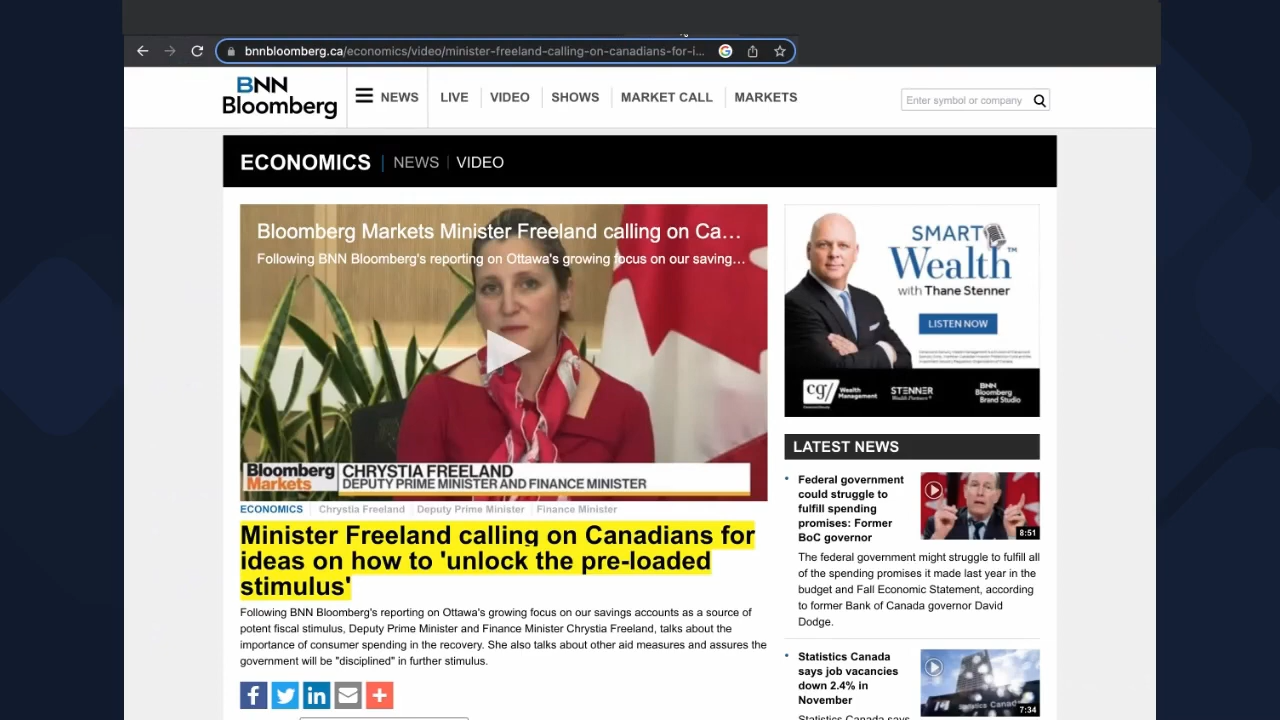 bnnbloomberg.ca/economics/video/minister-freeland-calling-on-canadians-for-i...
BNN
Bloomberg
NEWS
LIVE
VIDEO
SHOWS
MARKET CALL
MARKETS
Enter symbol or company
ECONOMICS | NEWS | VIDEO
Bloomberg Markets Minister Freeland calling on Ca...
Following BNN Bloomberg's reporting on Ottawa's growing focus on our saving...
Bloomberg
Markets
CHRYSTIA FREELAND
DEPUTY PRIME MINISTER AND FINANCE MINISTER
ECONOMICS
Chrystia Freeland
Deputy Prime Minister
Finance Minister
Minister Freeland calling on Canadians for
ideas on how to 'unlock the pre-loaded
stimulus'
Following BNN Bloomberg's reporting on Ottawa's growing focus on our savings accounts as a source of
potent fiscal stimulus, Deputy Prime Minister and Finance Minister Chrystia Freeland, talks about the
importance of consumer spending in the recovery. She also talks about other aid measures and assures the
government will be "disciplined" in further stimulus.
SMART
Wealth™
with Thane Stenner
LISTEN NOW
cg/ Wealth
Management
STENNER
Wealth Partners+
BNN
Bloomberg
Brand Studio
LATEST NEWS
Federal government
could struggle to
fulfill spending
promises: Former
BoC governor
8:51
The federal government might struggle to fulfill all
of the spending promises it made last year in the
budget and Fall Economic Statement, according
to former Bank of Canada governor David
Dodge.
Statistics Canada
says job vacancies
down 2.4% in
November
Statistics Canada
7:34
Statistics Canada says